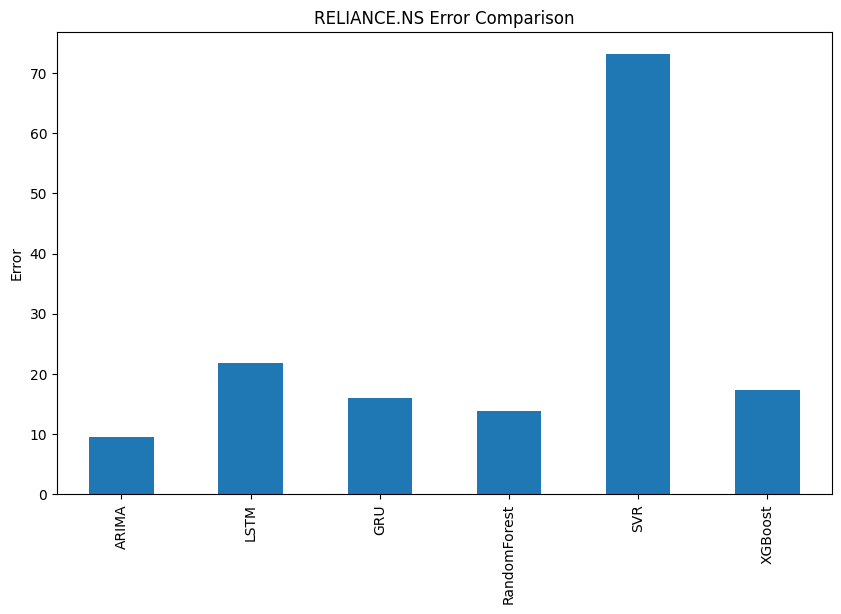 RELIANCE.NS Error Comparison
Error
70
60
50
40
30
20
10
0
ARIMA
LSTM
GRU
RandomForest
SVR
XGBoost